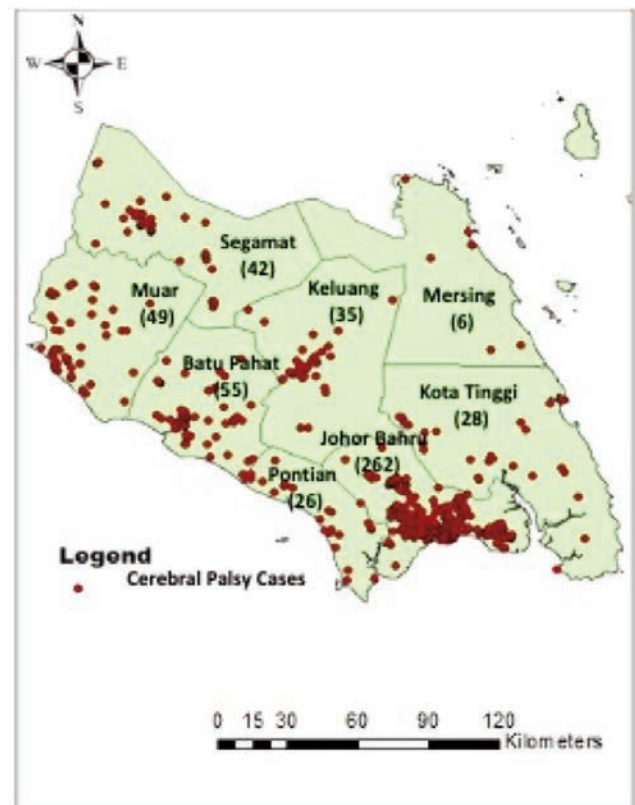 N
W E
S
Segamat
(42)
Muar
(49)
Keluang
(35)
Mersing
(6)
Batu Pahat
(55)
Kota Tinggi
(28)
Johor Bahru
(262)
Pontian
(26)
Legend
Cerebral Palsy Cases
0 15 30 60 90 120
Kilometers